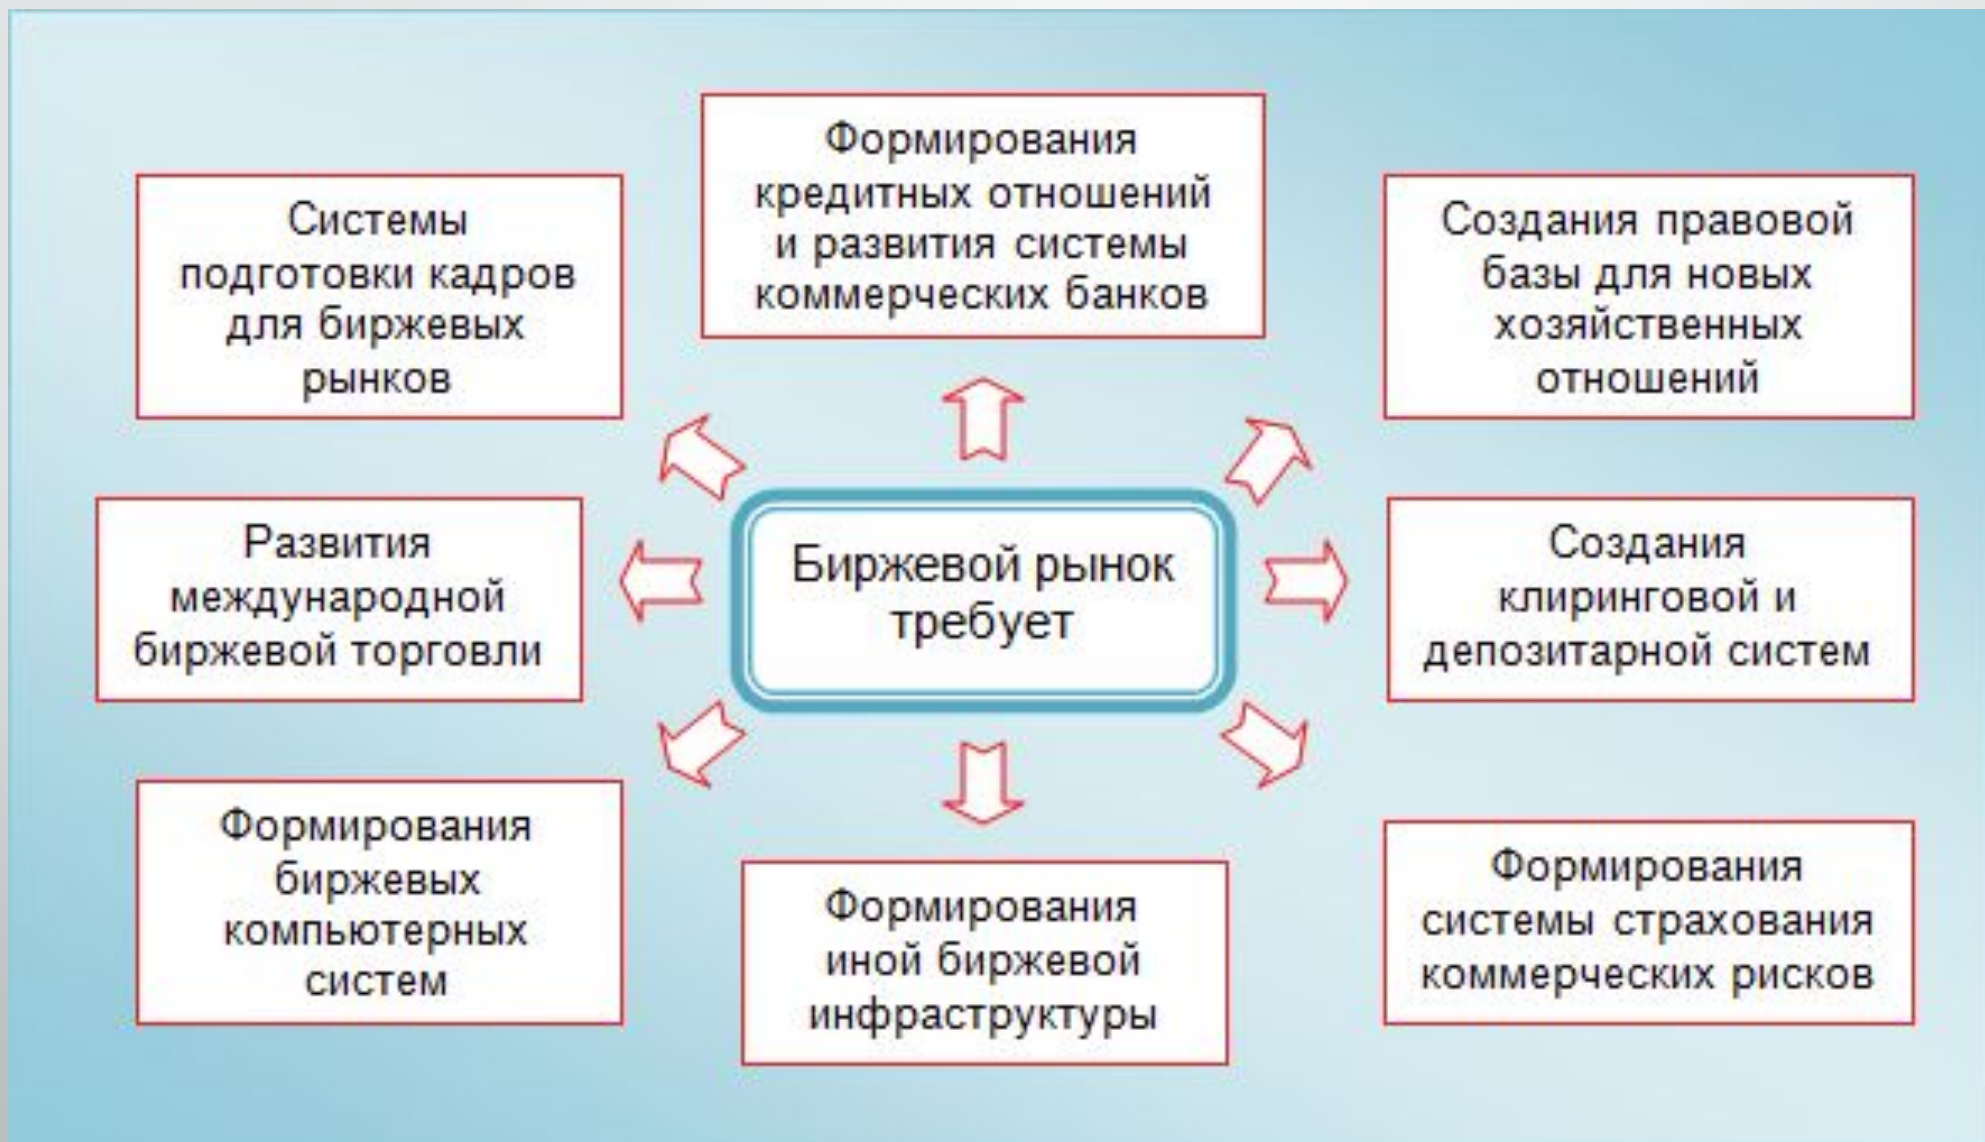 Формирования
кредитных отношений
и развития системы
коммерческих банков
Системы
подготовки кадров
для биржевых
рынков
Создания правовой
базы для новых
хозяйственных
отношений
Развития
международной
биржевой торговли
Биржевой рынок
требует
Создания
клиринговой и
депозитарной систем
Формирования
биржевых
компьютерных
систем
Формирования
иной биржевой
инфраструктуры
Формирования
системы страхования
коммерческих рисков